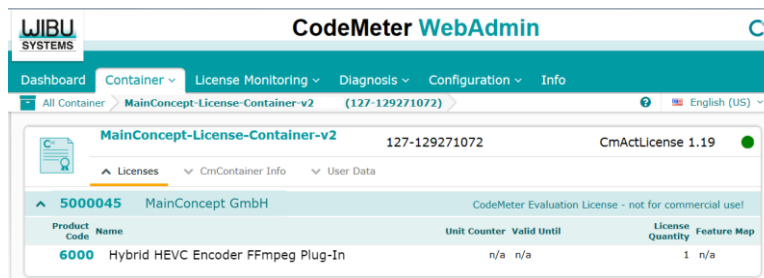 WIBU
SYSTEMS
CodeMeter WebAdmin
Dashboard Container License Monitoring Diagnosis Configuration Info
All Container MainConcept-License-Container-v2 (127-129271072) English (US)
MainConcept-License-Container-v2 127-129271072 CmActLicense 1.19
Licenses CmContainer Info User Data
5000045 MainConcept GmbH CodeMeter Evaluation License - not for commercial use!
Product Code Name Unit Counter Valid Until License Quantity Feature Map
6000 Hybrid HEVC Encoder FFmpeg Plug-In n/a n/a 1 n/a